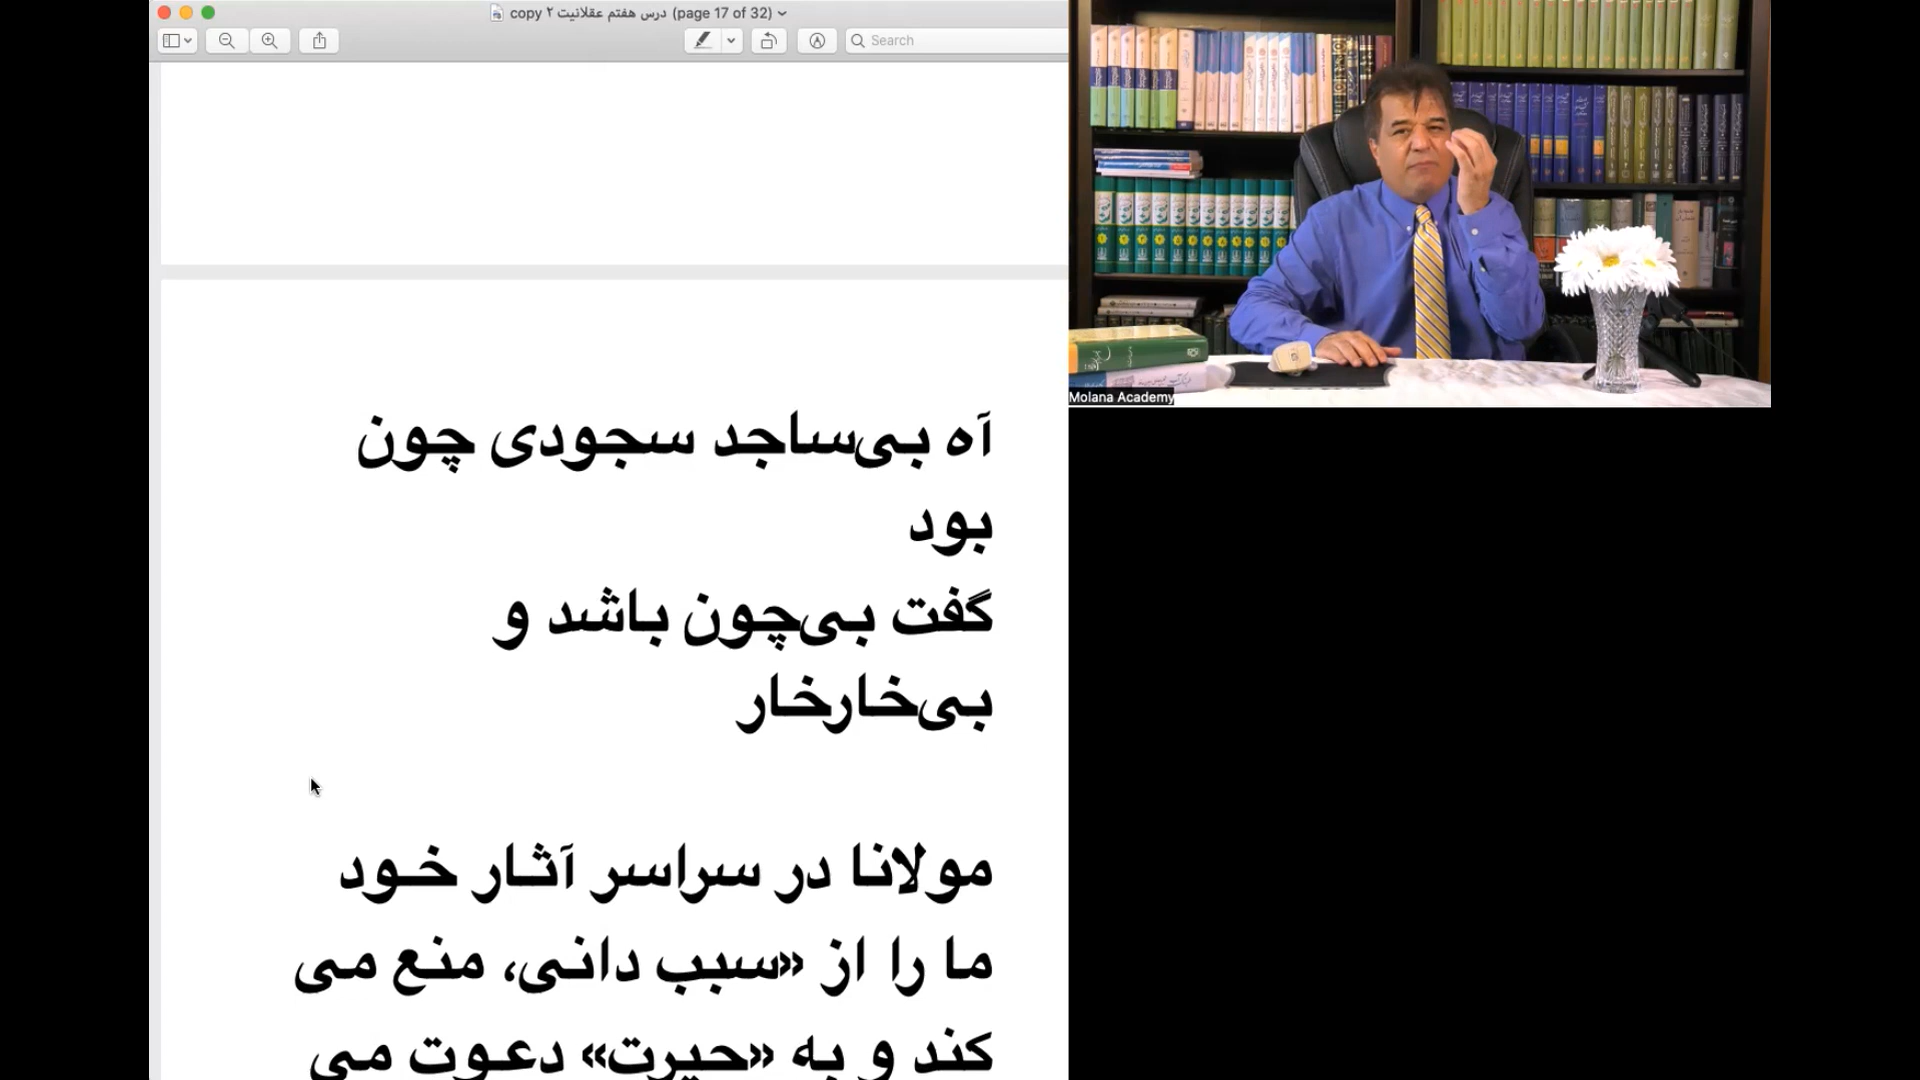 copy ۲ درس هفتم عقلانیت (page 17 of 32)
Search
Molana Academy
آه بی‌ساجد سجودی چون
بود
گفت بی‌چون باشد و
بی‌خارخار
مولانا در سراسر آثار خود
ما را از «سبب دانی، منع می
کند و به «حیرت» دعوت می